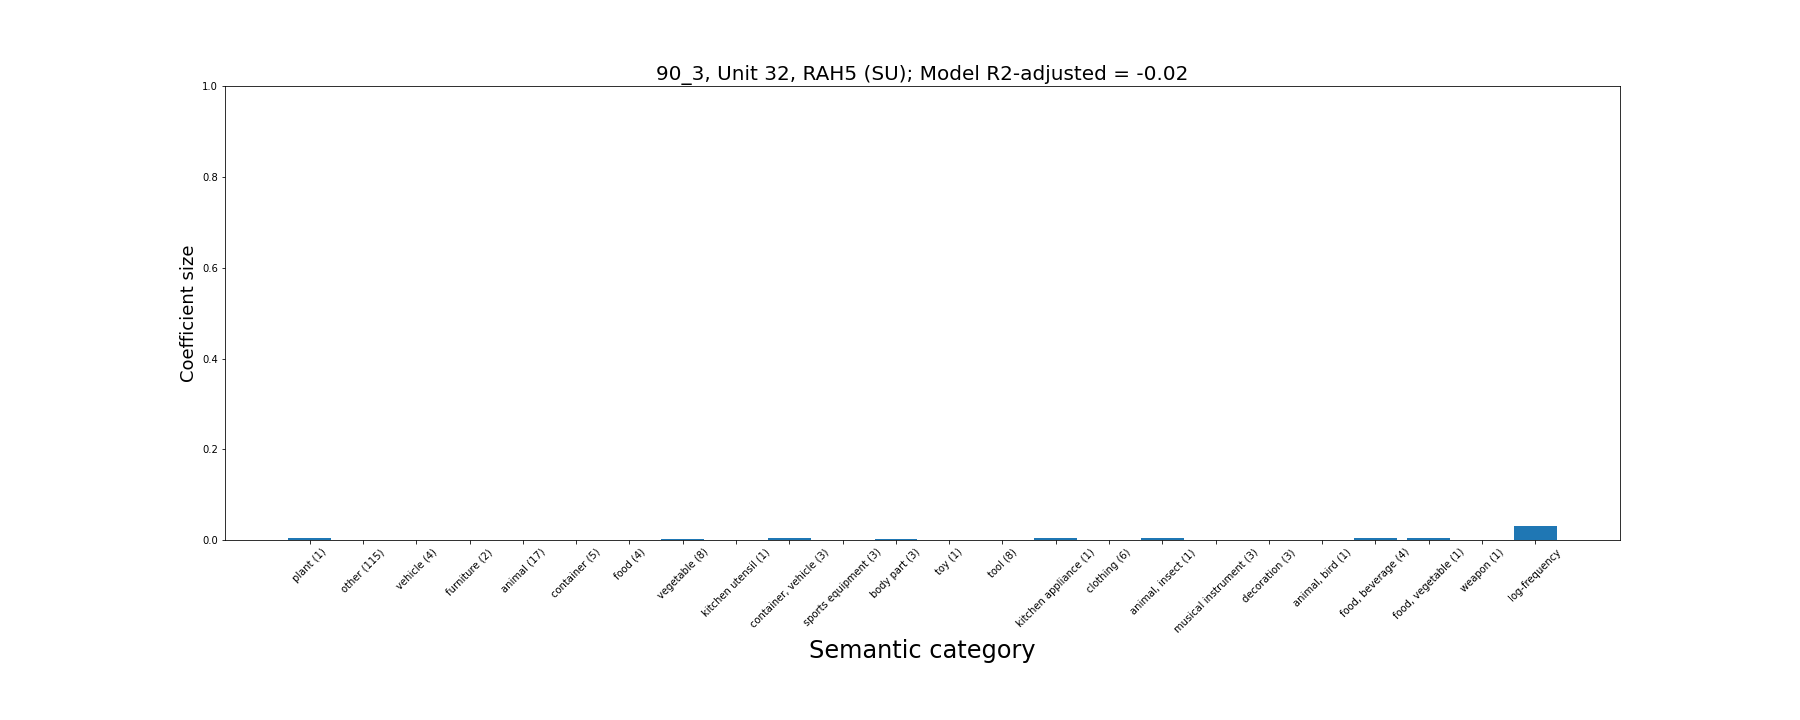 90_3, Unit 32, RAH5 (SU); Model R2-adjusted = -0.02
Coefficient size
1.0
0.8
0.6
0.4
0.2
0.0
plant (1)
other (115)
vehicle (4)
furniture (2)
animal (17)
container (5)
food (4)
vegetable (8)
kitchen utensil (1)
container, vehicle (3)
sports equipment (3)
body part (3)
toy (1)
tool (8)
kitchen appliance (1)
clothing (6)
animal, insect (1)
musical instrument (3)
decoration (3)
animal, bird (1)
food, beverage (4)
food, vegetable (1)
weapon (1)
log-frequency
Semantic category